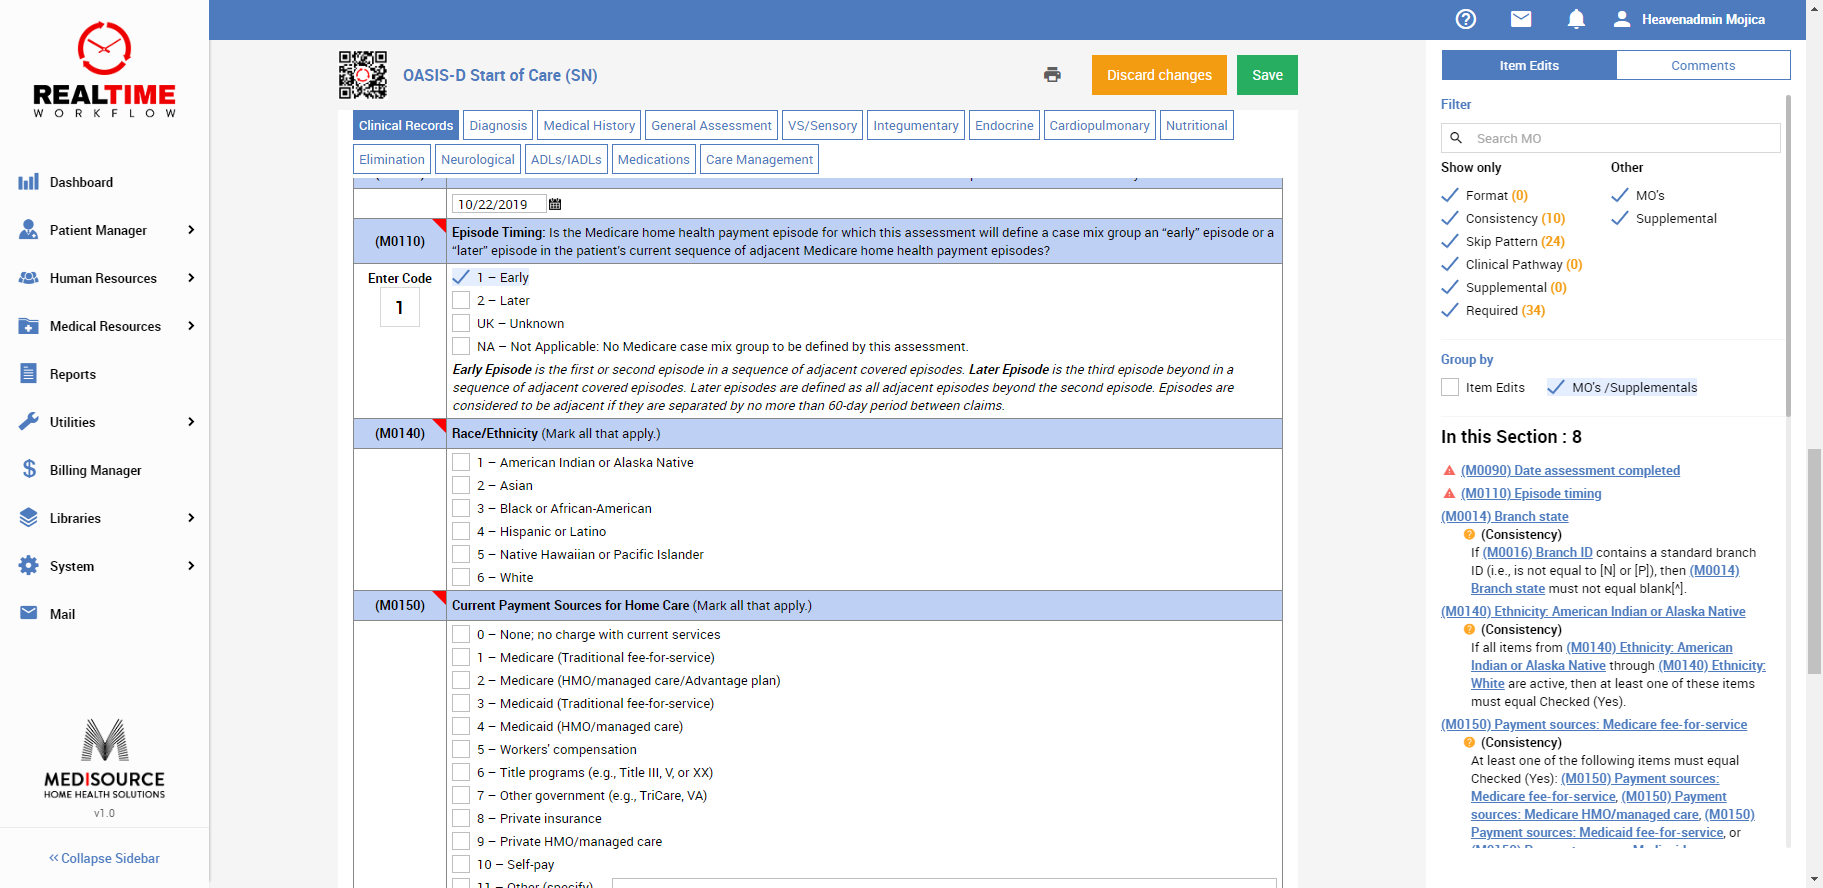 REALTIME
WORKFLOW
Dashboard
Patient Manager
Human Resources
Medical Resources
Reports
Utilities
Billing Manager
Libraries
System
Mail
MEDISOURCE
HOME HEALTH SOLUTIONS
v1.0
Collapse Sidebar
Heavenadmin Mojica
OASIS-D Start of Care (SN)
Discard changes
Save
Clinical Records
Diagnosis
Medical History
General Assessment
VS/Sensory
Integumentary
Endocrine
Cardiopulmonary
Nutritional
Elimination
Neurological
ADLs/IADLs
Medications
Care Management
10/22/2019
(M0110)
Episode Timing: Is the Medicare home health payment episode for which this assessment will define a case mix group an “early” episode or a
“later” episode in the patient’s current sequence of adjacent Medicare home health payment episodes?
Enter Code
1
1 – Early
2 – Later
UK – Unknown
NA – Not Applicable: No Medicare case mix group to be defined by this assessment.
Early Episode is the first or second episode in a sequence of adjacent covered episodes. Later Episode is the third episode beyond in a
sequence of adjacent covered episodes. Later episodes are defined as all adjacent episodes beyond the second episode. Episodes are
considered to be adjacent if they are separated by no more than 60-day period between claims.
(M0140)
Race/Ethnicity (Mark all that apply.)
1 – American Indian or Alaska Native
2 – Asian
3 – Black or African-American
4 – Hispanic or Latino
5 – Native Hawaiian or Pacific Islander
6 – White
(M0150)
Current Payment Sources for Home Care (Mark all that apply.)
0 – None; no charge with current services
1 – Medicare (Traditional fee-for-service)
2 – Medicare (HMO/managed care/Advantage plan)
3 – Medicaid (Traditional fee-for-service)
4 – Medicaid (HMO/managed care)
5 – Workers' compensation
6 – Title programs (e.g., Title III, V, or XX)
7 – Other government (e.g., TriCare, VA)
8 – Private insurance
9 – Private HMO/managed care
10 – Self-pay
11 – Other (specify)
Item Edits
Comments
Filter
Search MO
Show only
Other
Format (0)
MO's
Consistency (10)
Supplemental
Skip Pattern (24)
Clinical Pathway (0)
Supplemental (0)
Required (34)
Group by
Item Edits
MO's /Supplementals
In this Section : 8
(M0090) Date assessment completed
(M0110) Episode timing
(M0014) Branch state
(Consistency)
If (M0016) Branch ID contains a standard branch
ID (i.e., is not equal to [N] or [P]), then (M0014)
Branch state must not equal blank[^].
(M0140) Ethnicity: American Indian or Alaska Native
(Consistency)
If all items from (M0140) Ethnicity: American
Indian or Alaska Native through (M0140) Ethnicity:
White are active, then at least one of these items
must equal Checked (Yes).
(M0150) Payment sources: Medicare fee-for-service
(Consistency)
At least one of the following items must equal
Checked (Yes): (M0150) Payment sources:
Medicare fee-for-service, (M0150) Payment
sources: Medicare HMO/managed care, (M0150)
Payment sources: Medicaid fee-for-service, or